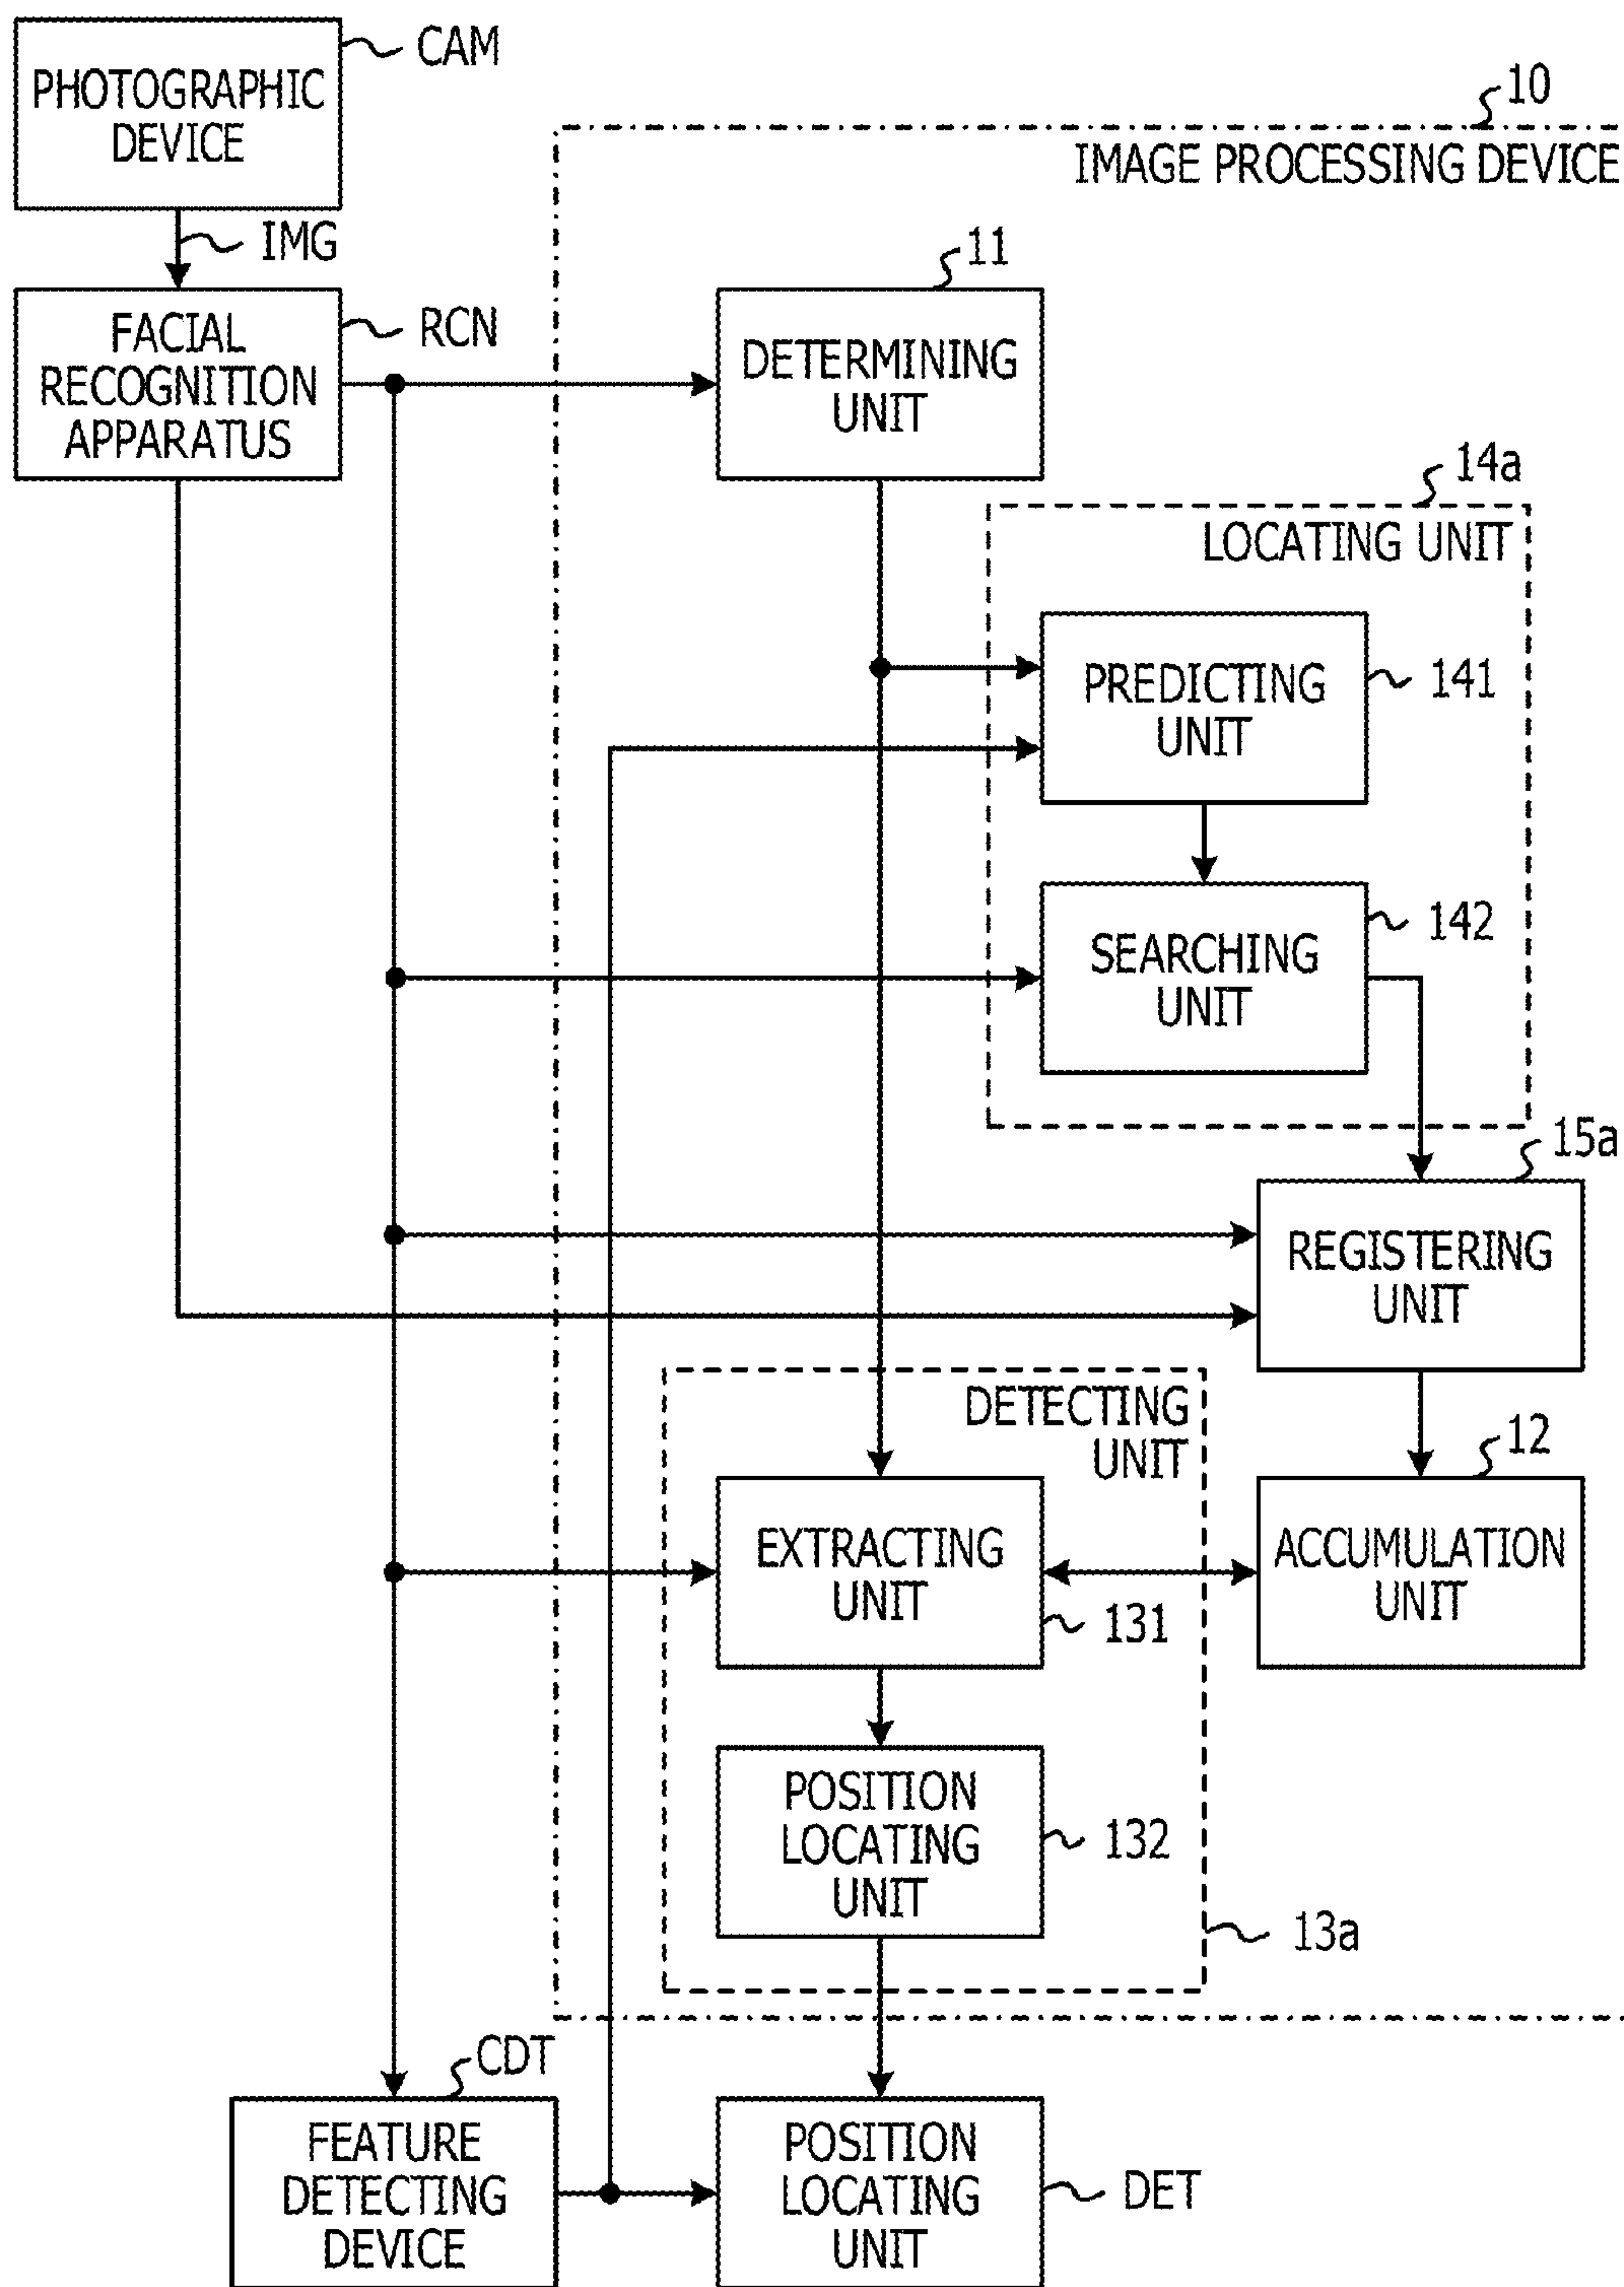 CAM
PHOTOGRAPHIC
DEVICE
10
IMAGE PROCESSING DEVICE
IMG
11
FACIAL
RECOGNITION
APPARATUS
RCN
DETERMINING
UNIT
14a
LOCATING UNIT
PREDICTING
UNIT
141
SEARCHING
UNIT
142
15a
REGISTERING
UNIT
DETECTING
UNIT
12
EXTRACTING
UNIT
131
ACCUMULATION
UNIT
POSITION
LOCATING
UNIT
132
13a
CDT
FEATURE
DETECTING
DEVICE
POSITION
LOCATING
UNIT
DET